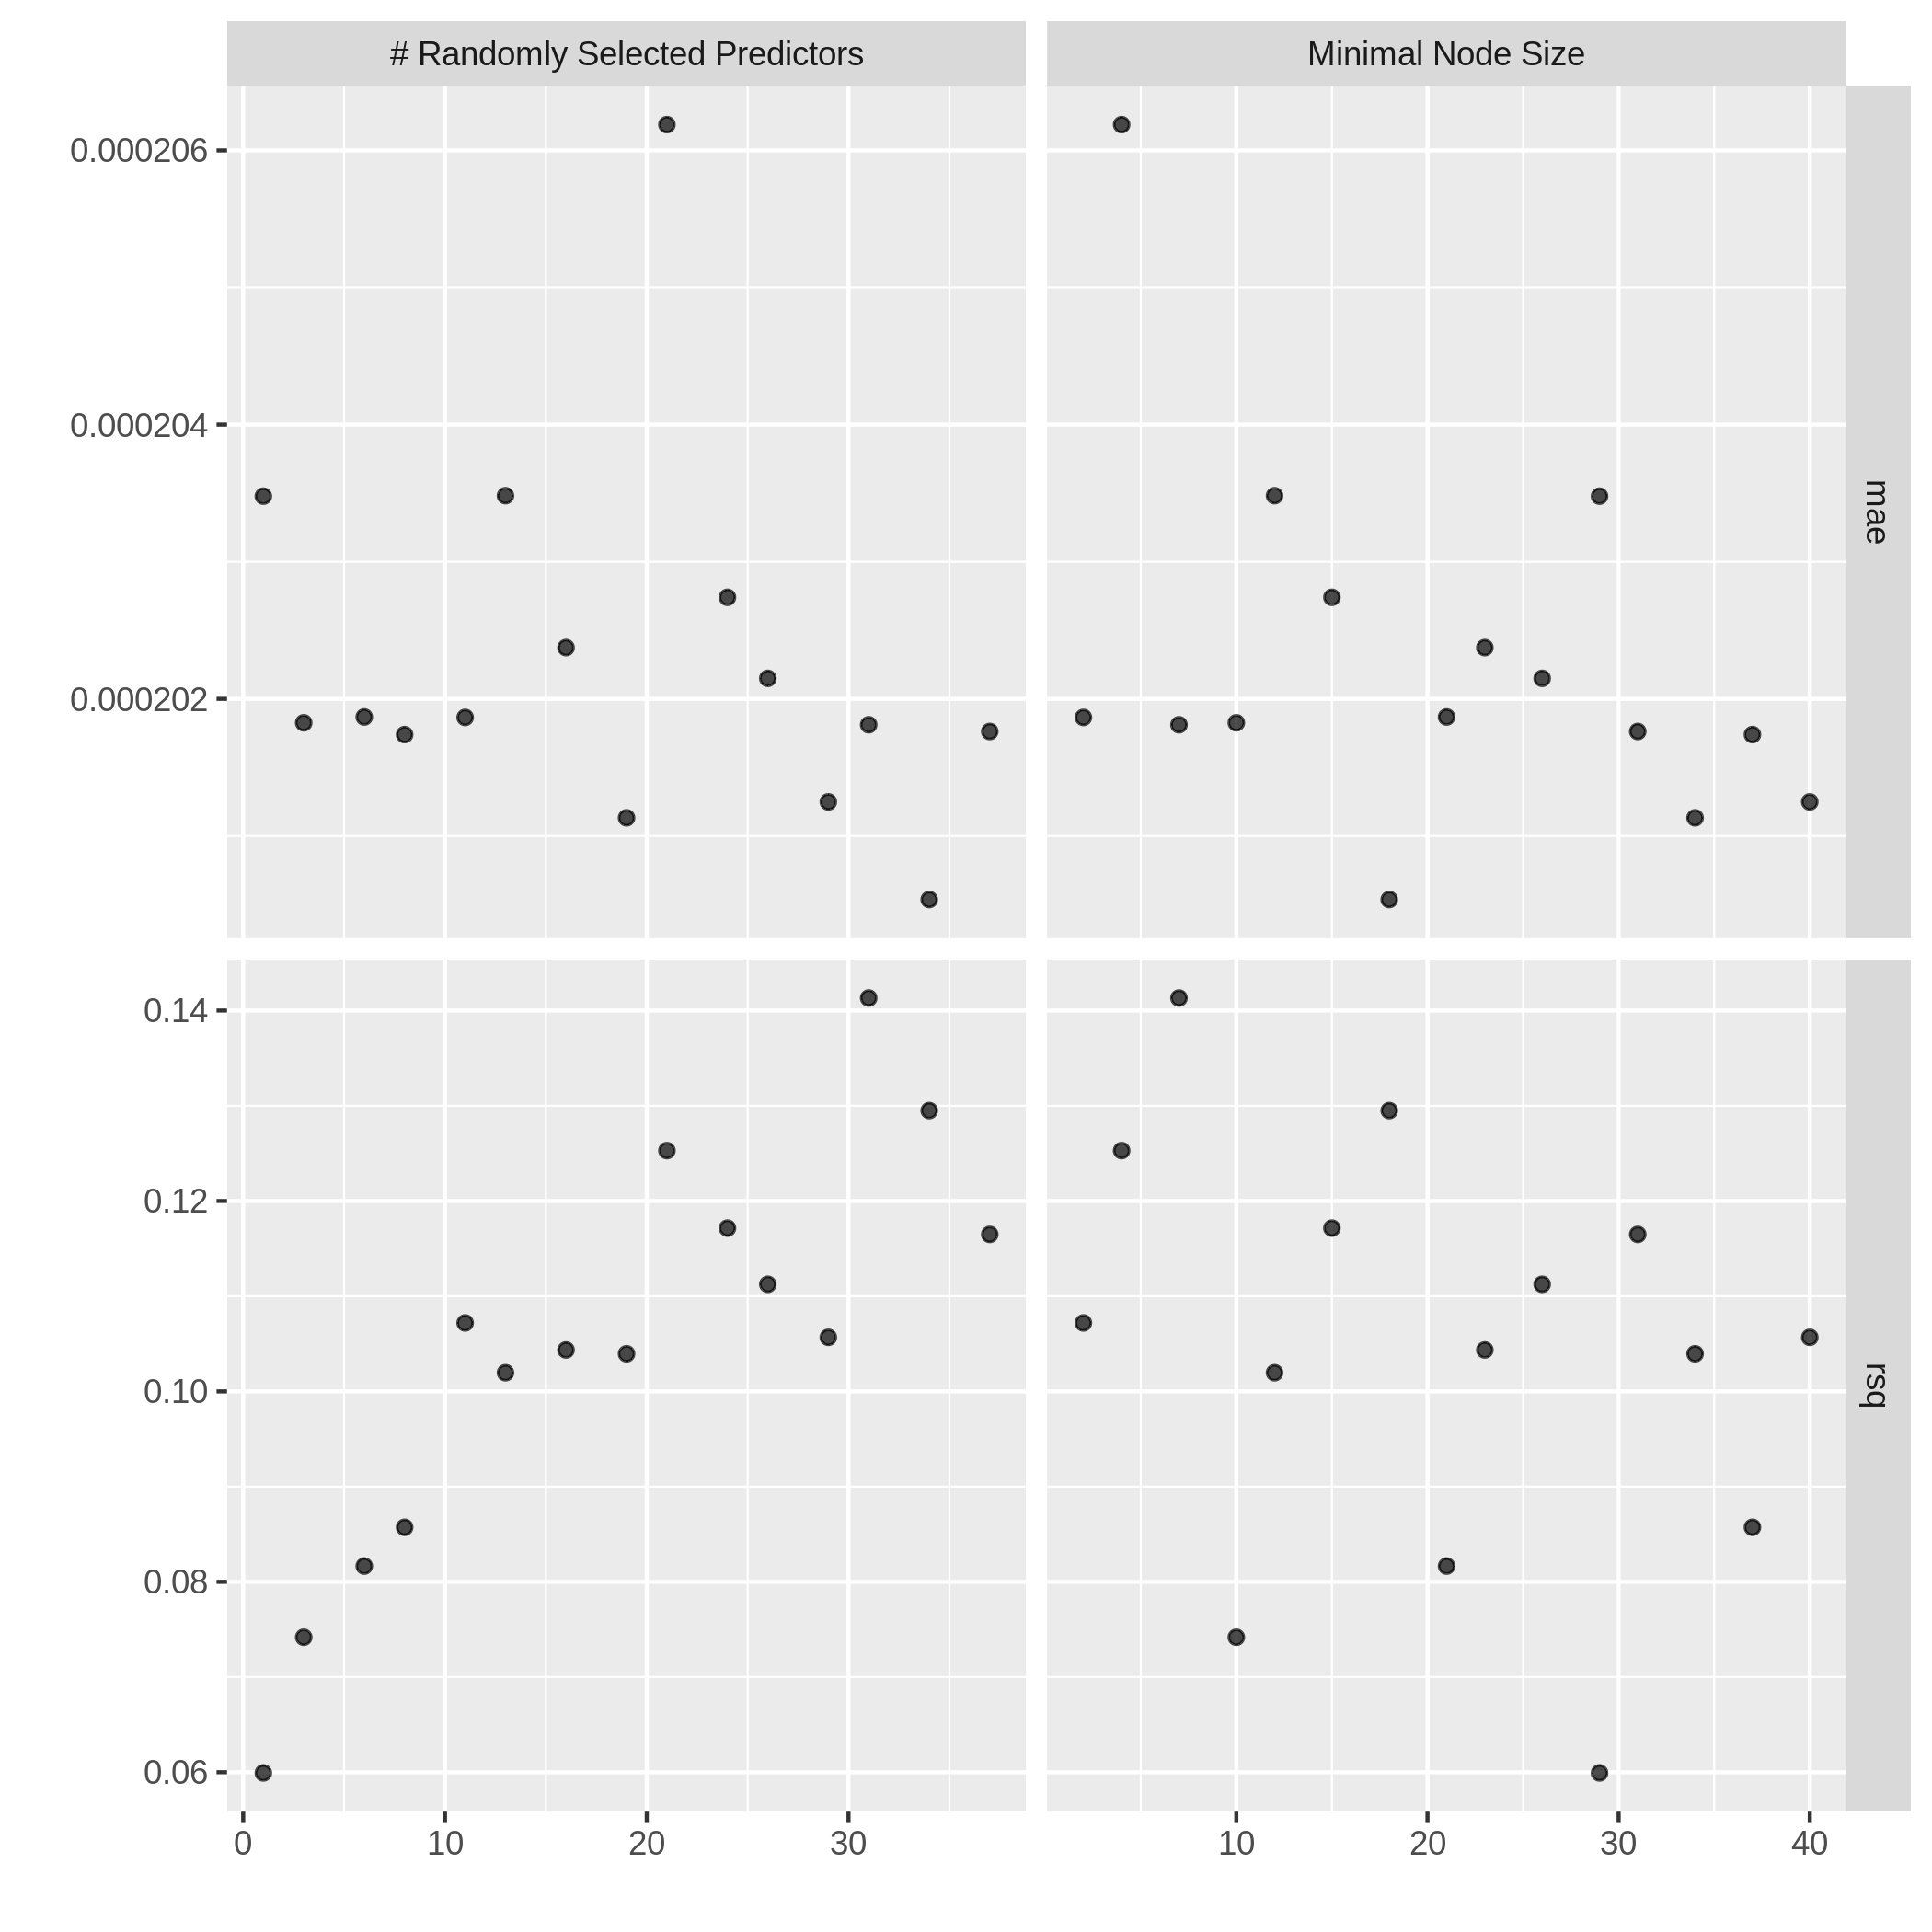 # Randomly Selected Predictors
Minimal Node Size
0.000206
0.000204
0.000202
mae
0.14
0.12
0.10
0.08
0.06
rsq
0 10 20 30
10 20 30 40